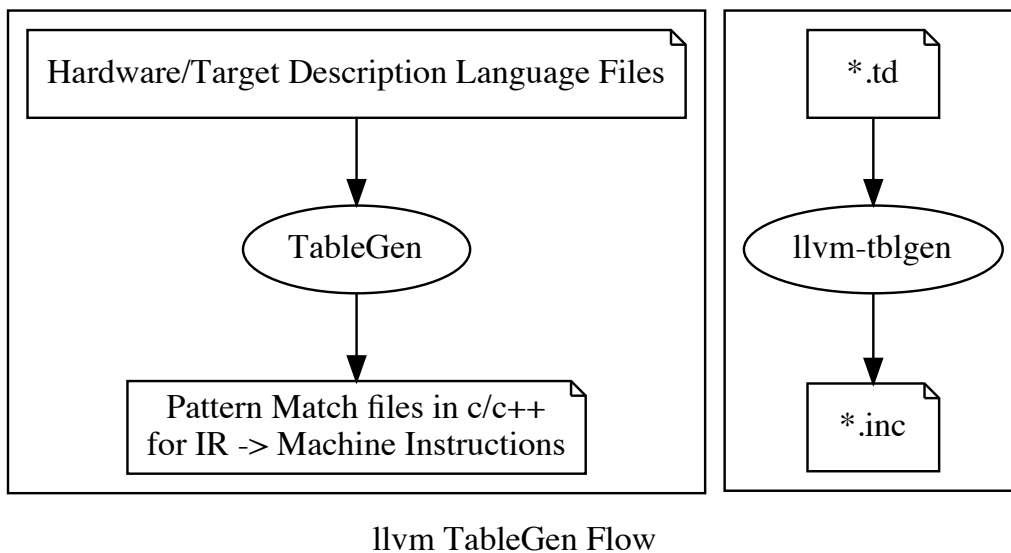 Hardware/Target Description Language Files
TableGen
Pattern Match files in c/c++
for IR -> Machine Instructions
*.td
llvm-tblgen
*.inc
llvm TableGen Flow